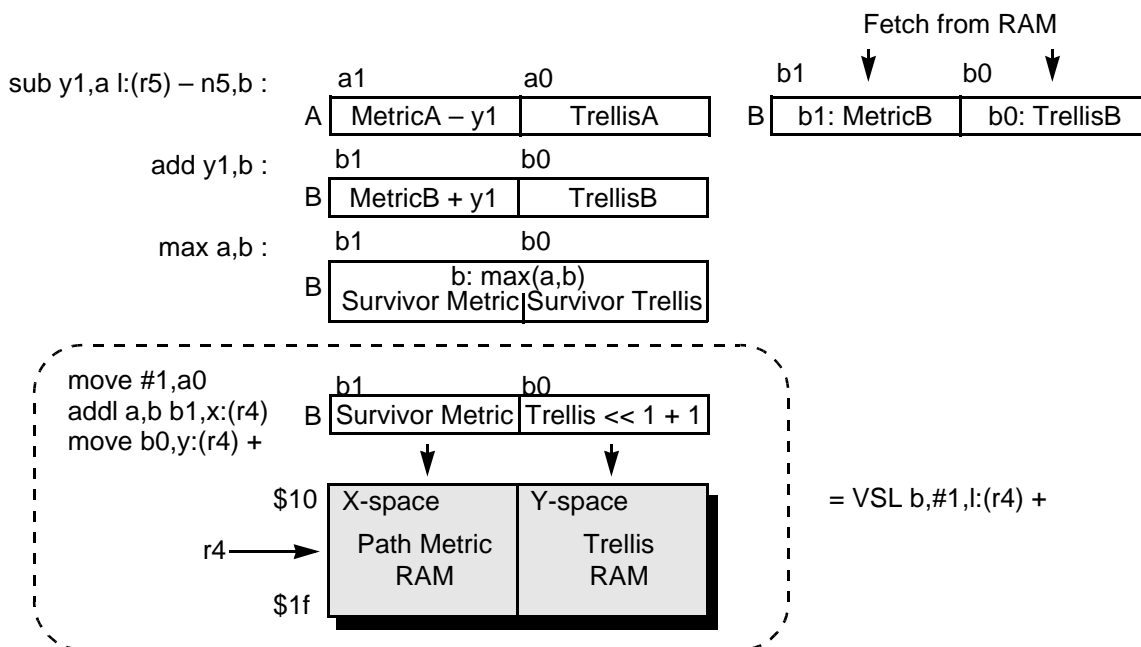 Fetch from RAM
sub y1,a l:(r5) – n5,b :
a1 a0
b1 b0
A MetricA – y1 TrellisA
B b1: MetricB b0: TrellisB
add y1,b :
b1 b0
B MetricB + y1 TrellisB
max a,b :
b1 b0
b: max(a,b)
B Survivor Metric Survivor Trellis
move #1,a0
addl a,b b1,x:(r4)
move b0,y:(r4) +
b1 b0
B Survivor Metric Trellis << 1 + 1
$10 X-space Y-space
= VSL b,#1,l:(r4) +
r4
Path Metric
RAM
Trellis
RAM
$1f